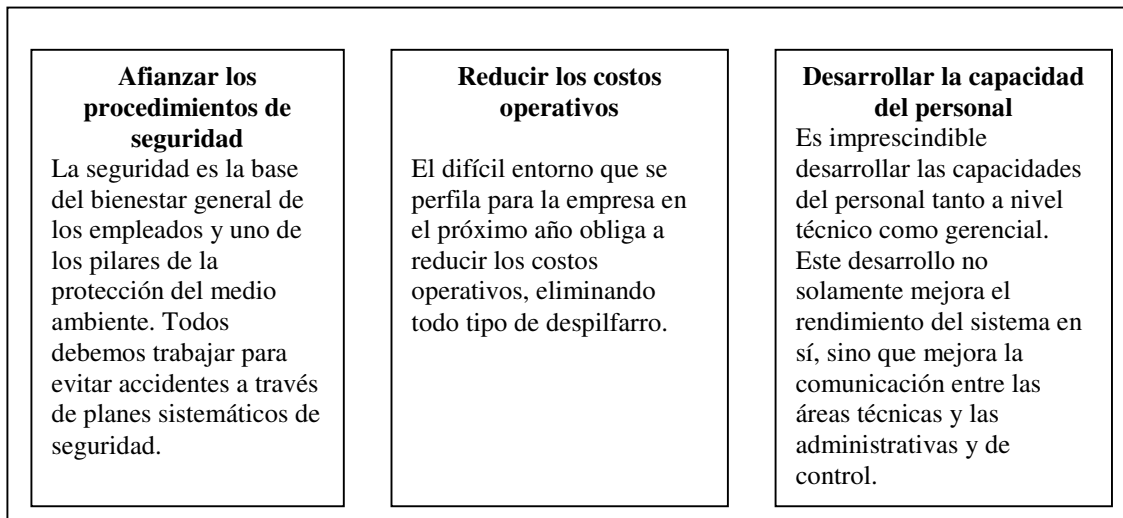 Afianzar los
procedimientos de
seguridad
La seguridad es la base
del bienestar general de
los empleados y uno de
los pilares de la
protección del medio
ambiente. Todos
debemos trabajar para
evitar accidentes a través
de planes sistemáticos de
seguridad.
Reducir los costos
operativos
El difícil entorno que se
perfila para la empresa en
el próximo año obliga a
reducir los costos
operativos, eliminando
todo tipo de despilfarro.
Desarrollar la capacidad
del personal
Es imprescindible
desarrollar las capacidades
del personal tanto a nivel
técnico como gerencial.
Este desarrollo no
solamente mejora el
rendimiento del sistema en
sí, sino que mejora la
comunicación entre las
áreas técnicas y las
administrativas y de
control.